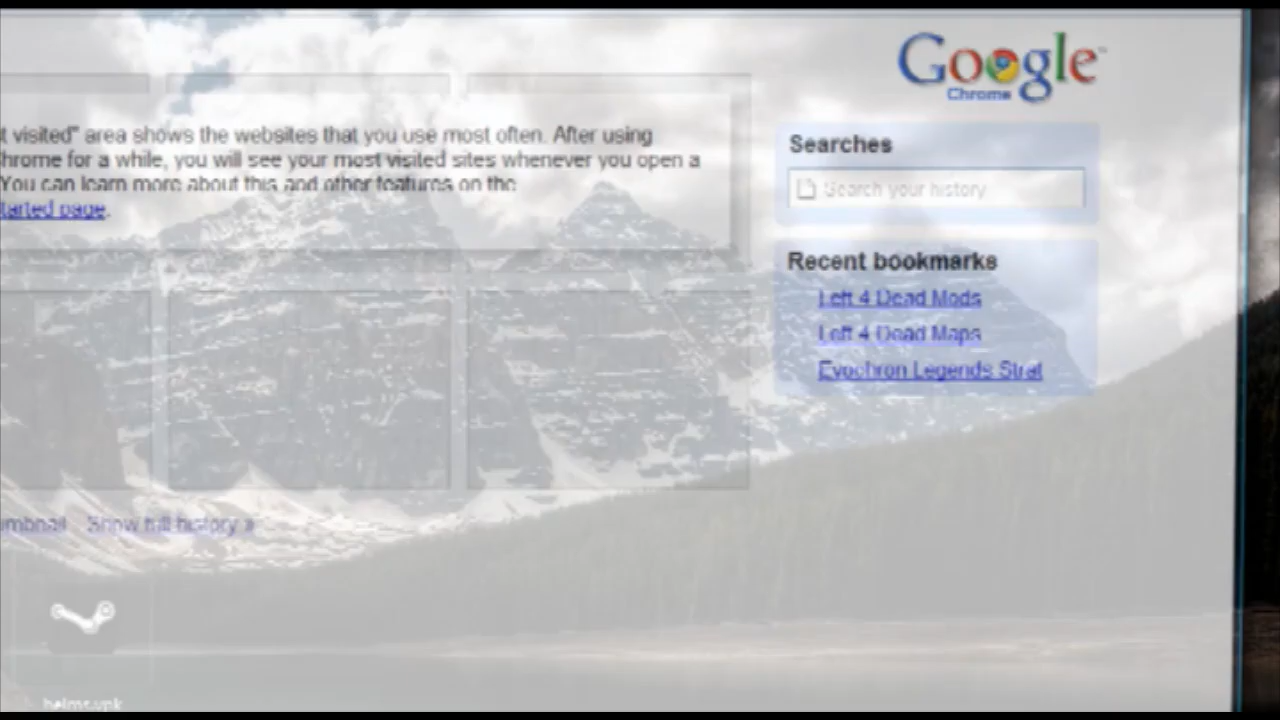 Google™
Chrome
t visited" area shows the websites that you use most often. After using
hrome for a while, you will see your most visited sites whenever you open a
You can learn more about this and other features on the
tarted page.
Searches
Search your history
Recent bookmarks
Left 4 Dead Mods
Left 4 Dead Maps
Evochron Legends Strat
umbnail Show full history »